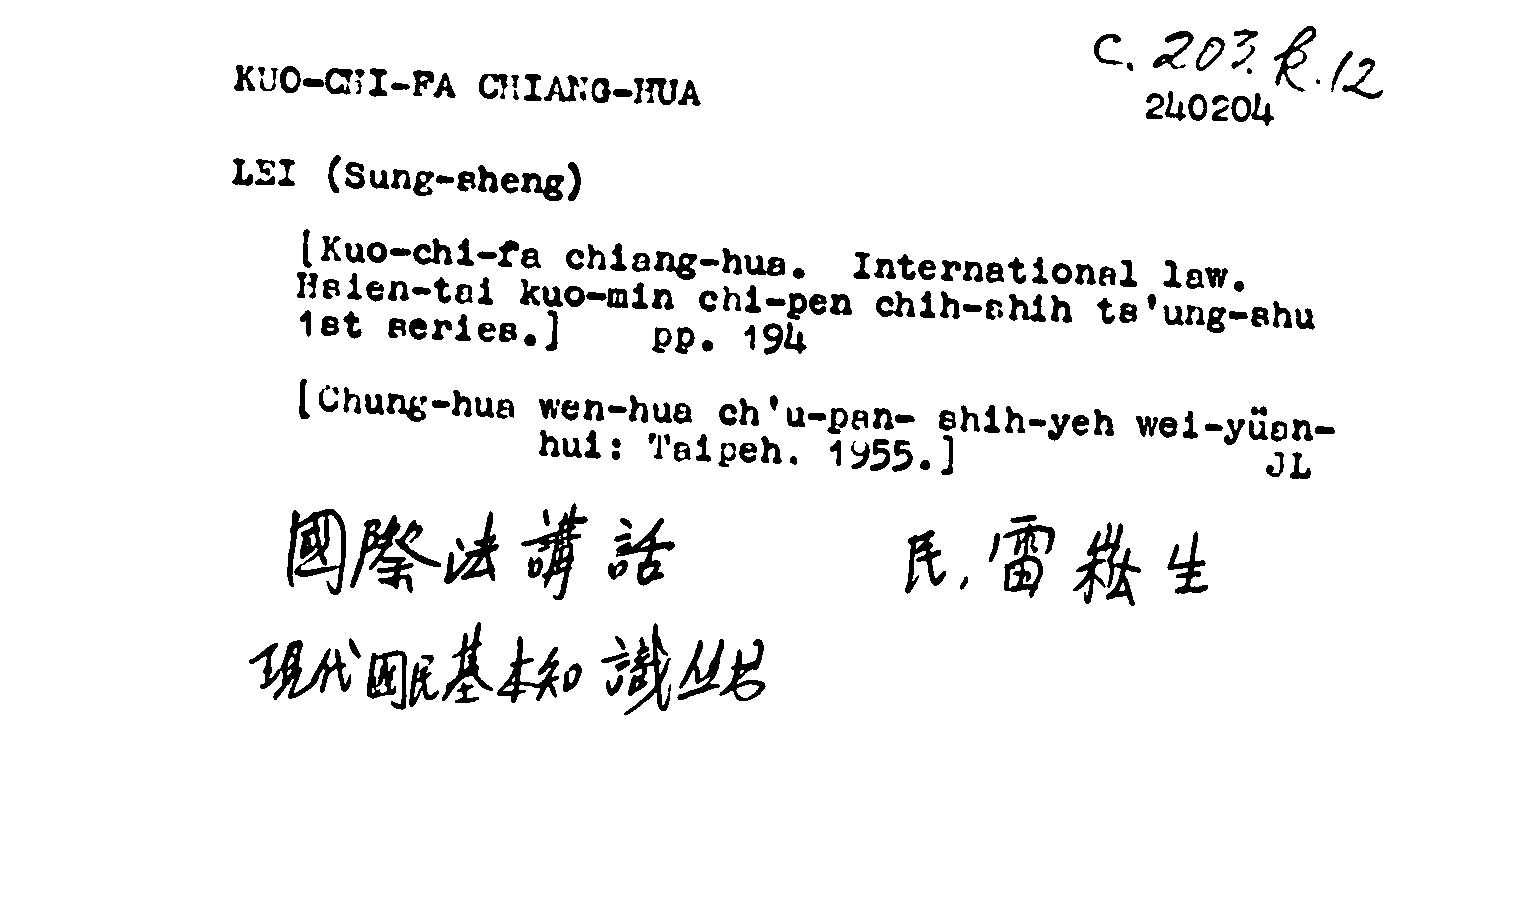 C. 203. k. 12
KUO-CHI-FA CHIANG-HUA
240204
LEI (Sung-sheng)
[Kuo-chi-fa chiang-hua. International law.
Hsien-tai kuo-min chi-pen chih-shih ts'ung-shu
1st series.] pp. 194
[Chung-hua wen-hua ch'u-pan- shih-yeh wei-yüan-
hui: Taipeh. 1955.] JL
國際法講話 民, 雷崧生
現代國民基本知識丛书